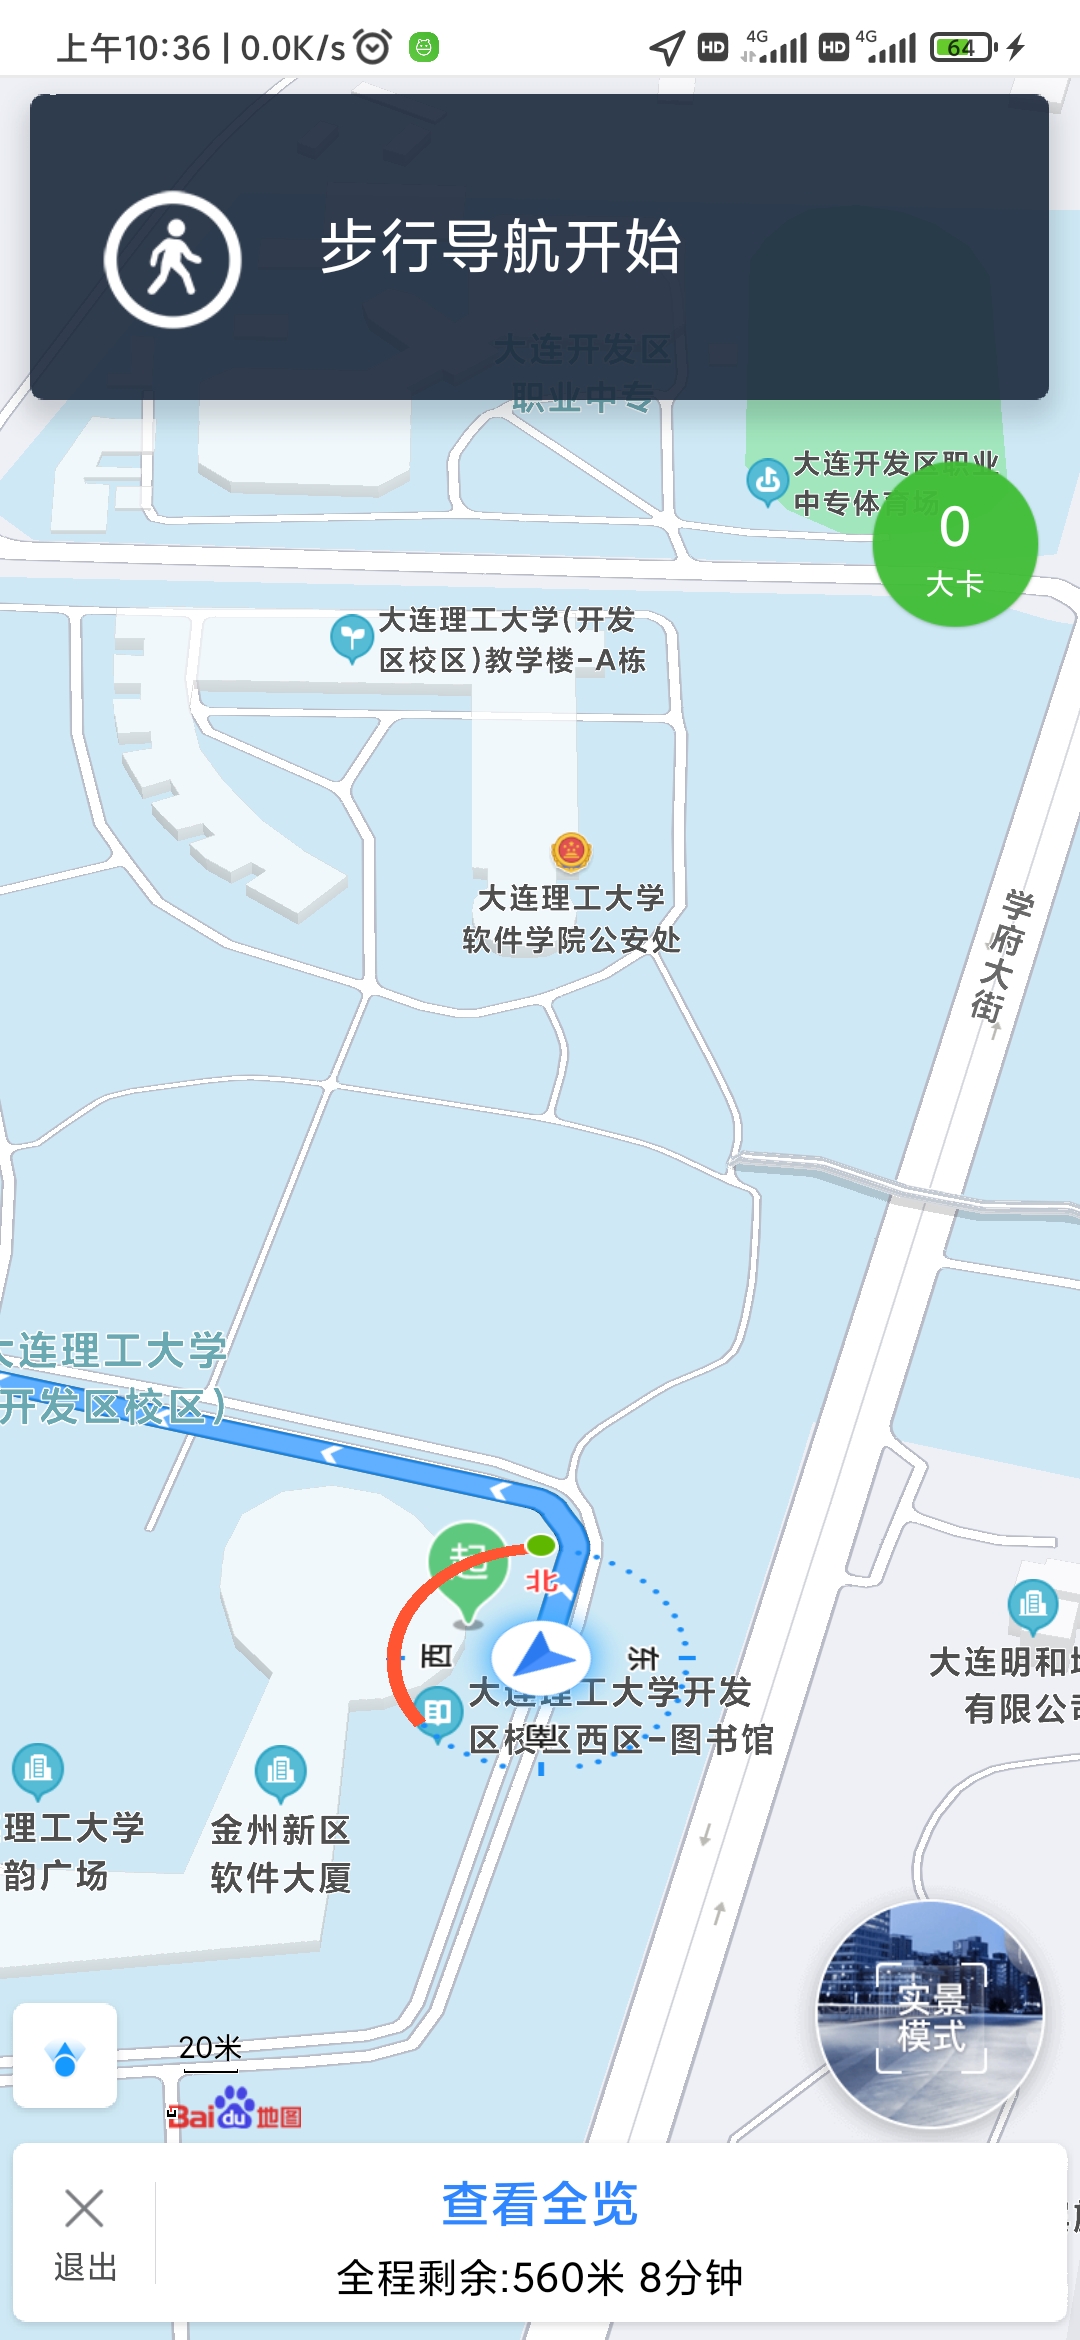 上午10:36 | 0.0K/s
HD 4G HD 4G 64
步行导航开始
大连开发区
职业中专
大连开发区职业
中专体育场
0
大卡
大连理工大学(开发
区校区)教学楼-A栋
大连理工大学
软件学院公安处
学府大街
大连理工大学
开发区校区)
起
北
西
东
南
大连理工大学开发
区校区西区-图书馆
大连明和
有限公司
理工大学
韵广场
金州新区
软件大厦
实景
模式
20米
Bai du 地图
查看全览
退出
全程剩余:560米 8分钟